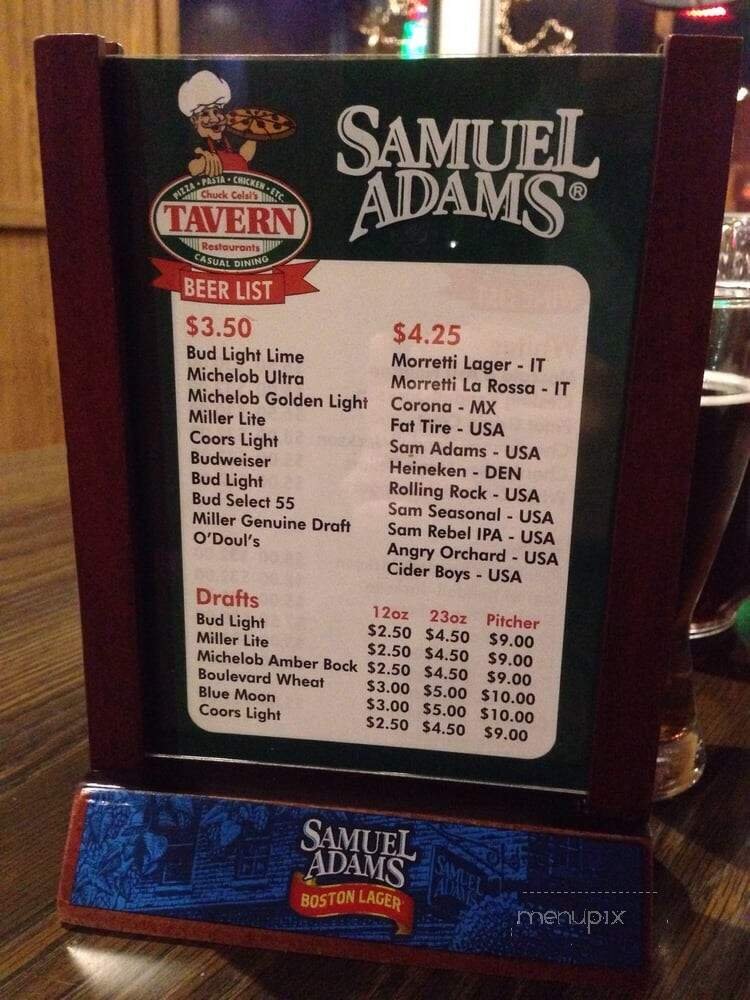 SAMUEL
ADAMS®
PIZZA • PASTA • CHICKEN • ETC.
Chuck Celsi's
TAVERN
Restaurants
CASUAL DINING
BEER LIST
$3.50
Bud Light Lime
Michelob Ultra
Michelob Golden Light
Miller Lite
Coors Light
Budweiser
Bud Light
Bud Select 55
Miller Genuine Draft
O'Doul's
$4.25
Morretti Lager - IT
Morretti La Rossa - IT
Corona - MX
Fat Tire - USA
Sam Adams - USA
Heineken - DEN
Rolling Rock - USA
Sam Seasonal - USA
Sam Rebel IPA - USA
Angry Orchard - USA
Cider Boys - USA
Drafts 12oz 23oz Pitcher
Bud Light $2.50 $4.50 $9.00
Miller Lite $2.50 $4.50 $9.00
Michelob Amber Bock $2.50 $4.50 $9.00
Boulevard Wheat $3.00 $5.00 $10.00
Blue Moon $3.00 $5.00 $10.00
Coors Light $2.50 $4.50 $9.00
SAMUEL
ADAMS
BOSTON LAGER
SAMUEL
ADAMS
menupix